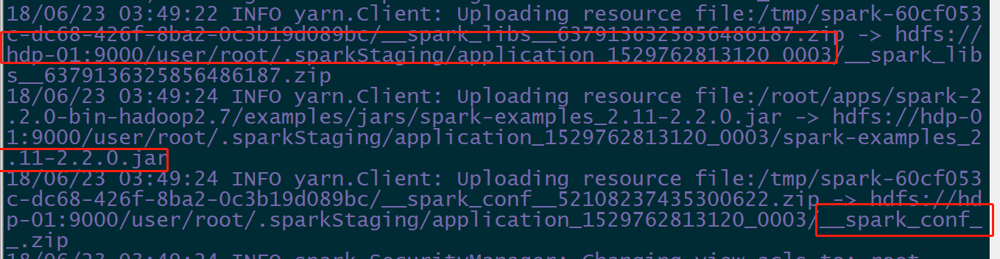 18/06/23 03:49:22 INFO yarn.Client: Uploading resource file:/tmp/spark-60cf053
c-dc68-426f-8ba2-0c3b19d089bc/__spark_libs__6379136325856486187.zip -> hdfs://
hdp-01:9000/user/root/.sparkStaging/application_1529762813120_0003/__spark_lib
s__6379136325856486187.zip
18/06/23 03:49:24 INFO yarn.Client: Uploading resource file:/root/apps/spark-2
.2.0-bin-hadoop2.7/examples/jars/spark-examples_2.11-2.2.0.jar -> hdfs://hdp-0
1:9000/user/root/.sparkStaging/application_1529762813120_0003/spark-examples_2
.11-2.2.0.jar
18/06/23 03:49:24 INFO yarn.Client: Uploading resource file:/tmp/spark-60cf053
c-dc68-426f-8ba2-0c3b19d089bc/__spark_conf__52108237435300622.zip -> hdfs://hd
p-01:9000/user/root/.sparkStaging/application_1529762813120_0003/__spark_conf_
_.zip
18/06/23 03:49:24 INFO spark.SecurityManager: Changing view acls to: root